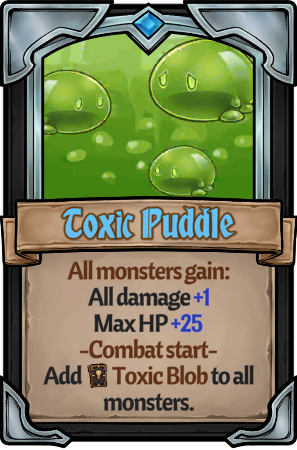 Toxic Puddle
All monsters gain:
All damage +1
Max HP +25
-Combat start-
Add Toxic Blob to all
monsters.